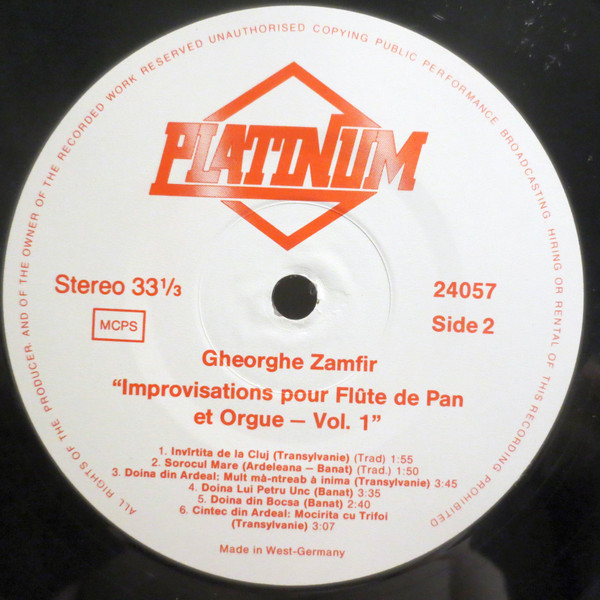 ALL RIGHTS OF THE PRODUCER, AND OF THE OWNER OF THE RECORDED WORK RESERVED UNAUTHORISED COPYING PUBLIC PERFORMANCE BROADCASTING HIRING OR RENTAL OF THIS RECORDING PROHIBITED
PLATINUM
Stereo 33 1/3
24057
MCPS
Side 2
Gheorghe Zamfir
“Improvisations pour Flûte de Pan
et Orgue – Vol. 1”
1. InvIrtita de la Cluj (Transylvanie) (Trad) 1:55
2. Sorocul Mare (Ardeleana – Banat) (Trad.) 1:50
3. Doina din Ardeal: Mult mà-ntreab à inima (Transylvanie) 3:45
4. Doina Lui Petru Unc (Banat) 3:35
5. Doina din Bocsa (Banat) 2:40
6. Cintec din Ardeal: Mocirita cu Trifoi
(Transylvanie) 3:07
Made in West-Germany